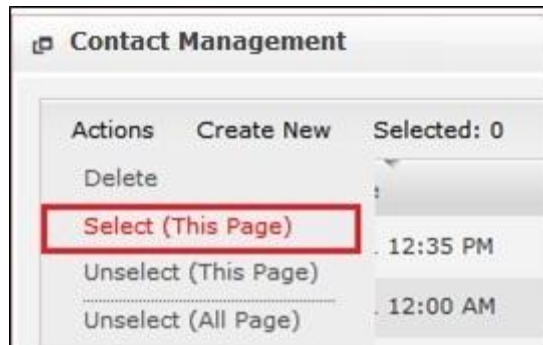 Contact Management
Actions Create New Selected: 0
Delete
Select (This Page)
. 12:35 PM
Unselect (This Page)
. 12:00 AM
Unselect (All Page)